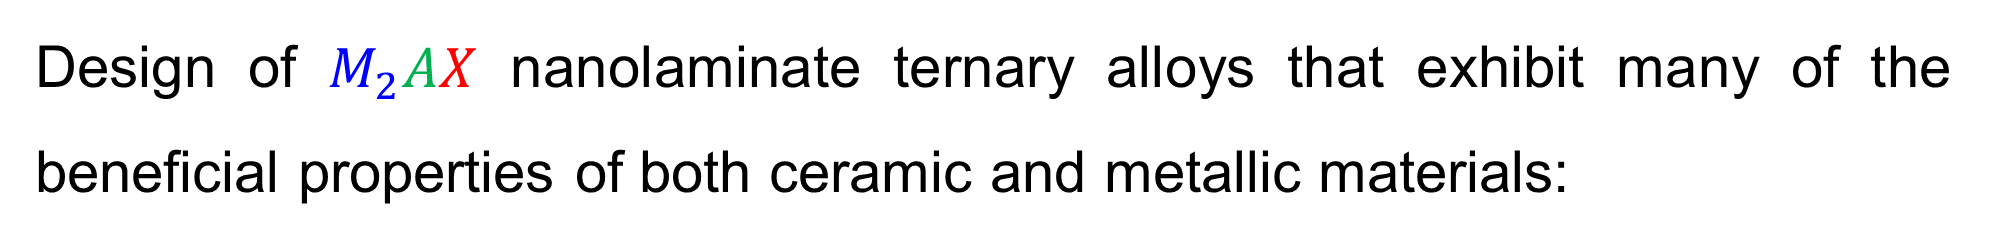 Design of M₂AX nanolaminate ternary alloys that exhibit many of the
beneficial properties of both ceramic and metallic materials: